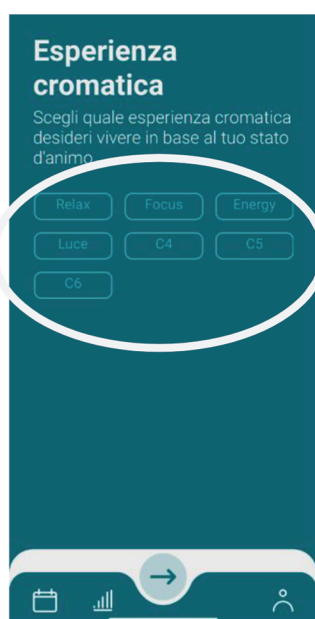 Esperienza
cromatica
Scegli quale esperienza cromatica
desideri vivere in base al tuo stato
d'animo
Relax Focus Energy
Luce C4 C5
C6